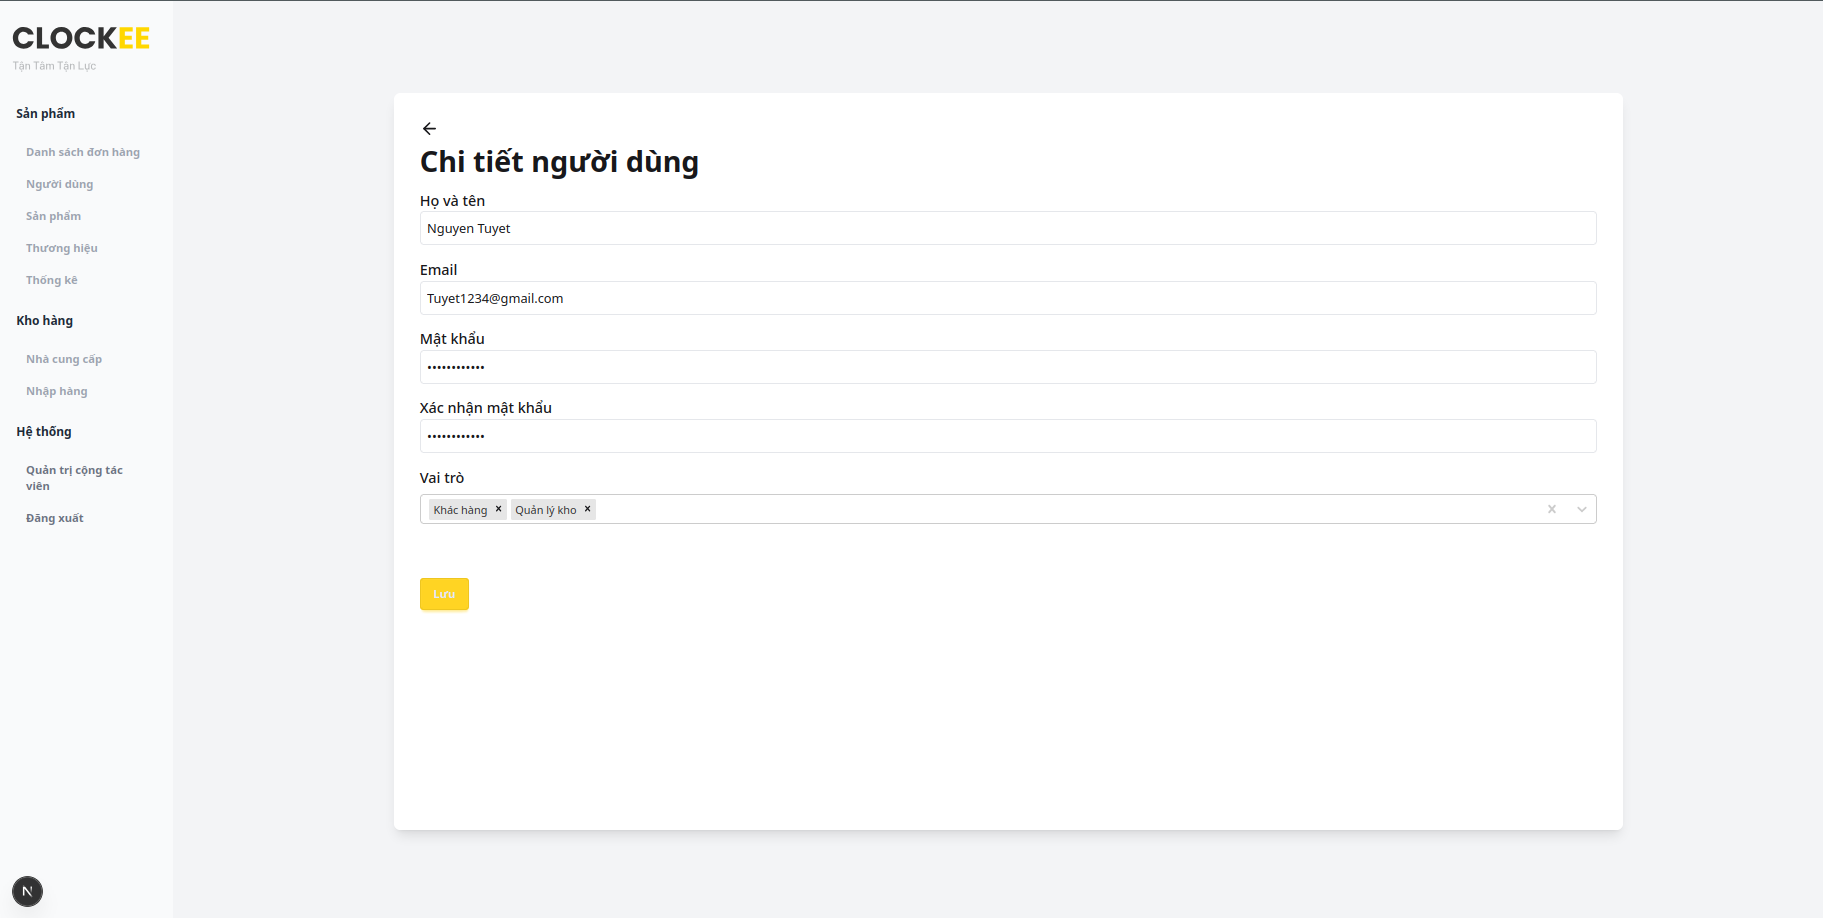 CLOCKEE
Tận Tâm Tận Lực
Sản phẩm
Danh sách đơn hàng
Người dùng
Sản phẩm
Thương hiệu
Thống kê
Kho hàng
Nhà cung cấp
Nhập hàng
Hệ thống
Quản trị cộng tác
viên
Đăng xuất
N
Chi tiết người dùng
Họ và tên
Nguyen Tuyet
Email
Tuyet1234@gmail.com
Mật khẩu
••••••••••••
Xác nhận mật khẩu
••••••••••••
Vai trò
Khác hàng × Quản lý kho ×
Lưu